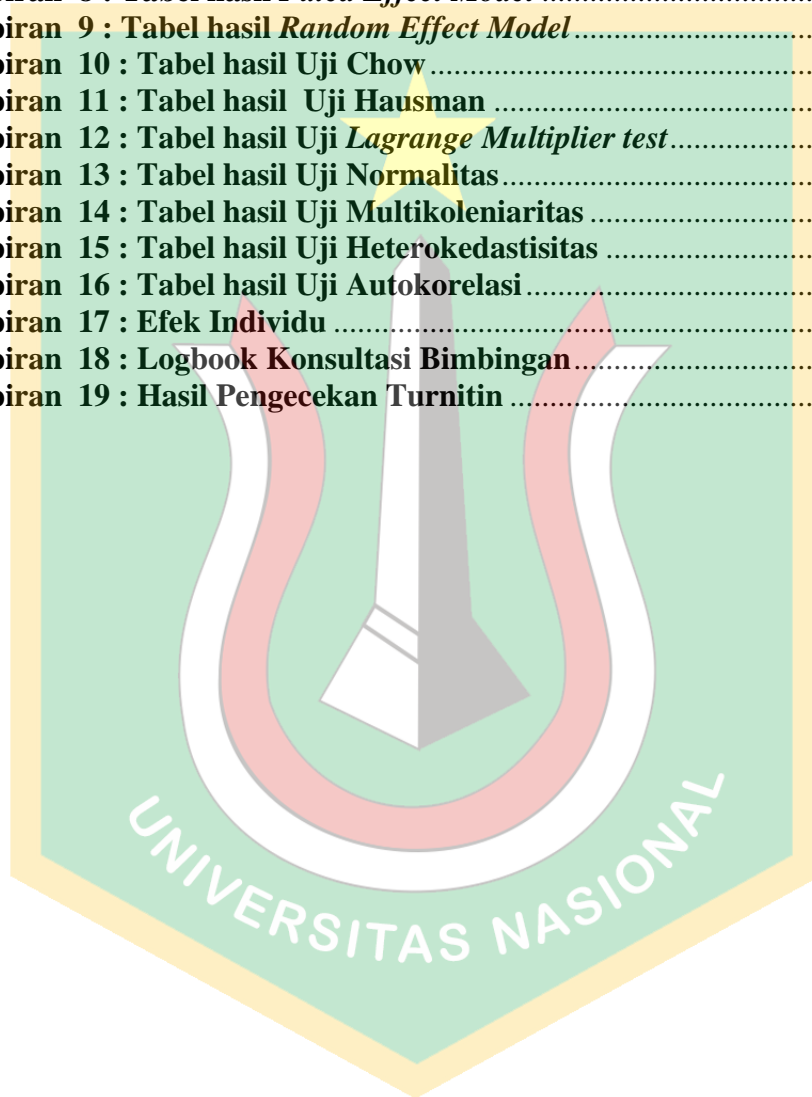 piran 9 : Tabel hasil Random Effect Model ........................................
piran 10 : Tabel hasil Uji Chow ........................................
piran 11 : Tabel hasil Uji Hausman ........................................
piran 12 : Tabel hasil Uji Lagrange Multiplier test ........................................
piran 13 : Tabel hasil Uji Normalitas ........................................
piran 14 : Tabel hasil Uji Multikoleniaritas ........................................
piran 15 : Tabel hasil Uji Heterokedastisitas ........................................
piran 16 : Tabel hasil Uji Autokorelasi ........................................
piran 17 : Efek Individu ........................................
piran 18 : Logbook Konsultasi Bimbingan ........................................
piran 19 : Hasil Pengecekan Turnitin ........................................
UNIVERSITAS NASIONAL